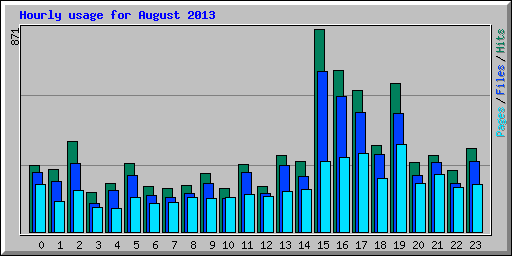 Hourly usage for August 2013
871
Pages/Files/Hits
0 1 2 3 4 5 6 7 8 9 10 11 12 13 14 15 16 17 18 19 20 21 22 23